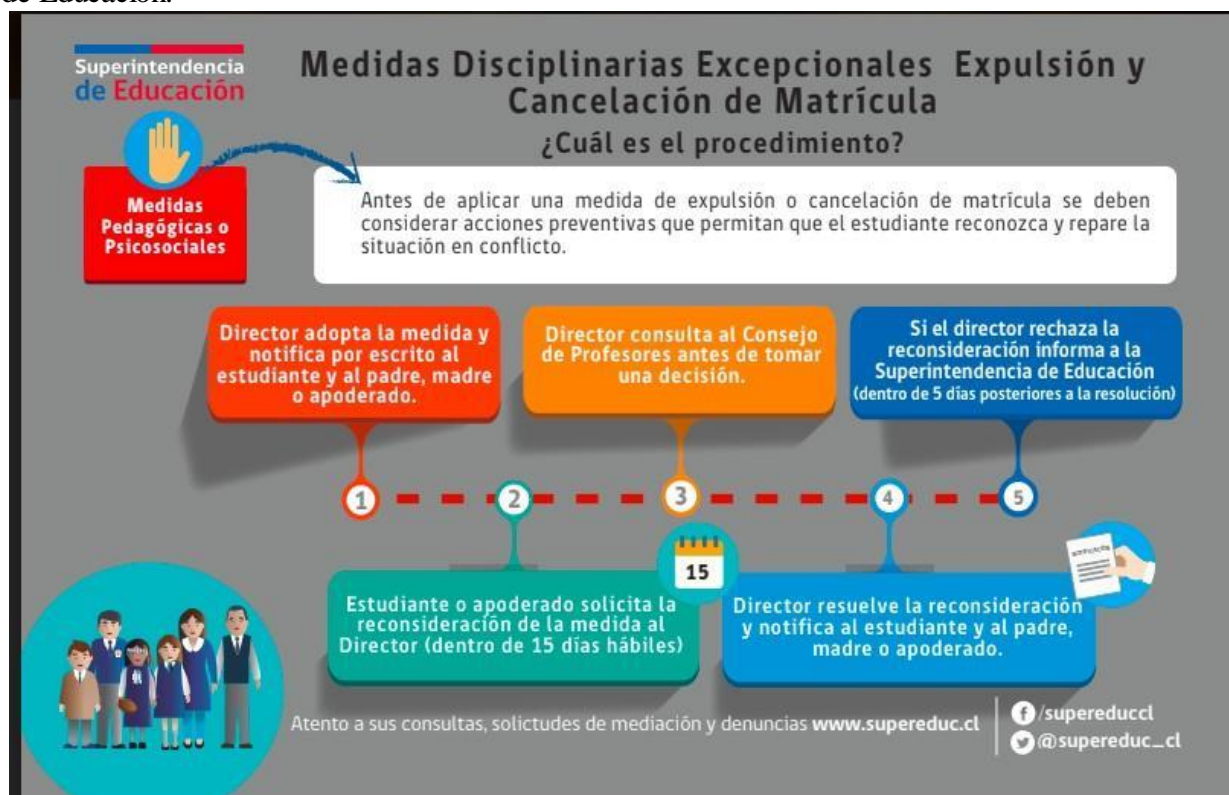 de Educación.
Superintendencia
de Educación
Medidas Disciplinarias Excepcionales Expulsión y
Cancelación de Matrícula
¿Cuál es el procedimiento?
Medidas
Pedagógicas o
Psicosociales
Antes de aplicar una medida de expulsión o cancelación de matrícula se deben
considerar acciones preventivas que permitan que el estudiante reconozca y repare la
situación en conflicto.
Director adopta la medida y
notifica por escrito al
estudiante y al padre, madre
o apoderado.
1
Estudiante o apoderado solicita la
reconsideración de la medida al
Director (dentro de 15 días hábiles)
2
15
Director consulta al Consejo
de Profesores antes de tomar
una decisión.
3
Director resuelve la reconsideración
y notifica al estudiante y al padre,
madre o apoderado.
4
Si el director rechaza la
reconsideración informa a la
Superintendencia de Educación
(dentro de 5 días posteriores a la resolución)
5
Atento a sus consultas, solictudes de mediación y denuncias www.supereduc.cl
/supereduccl
@supereduc_cl